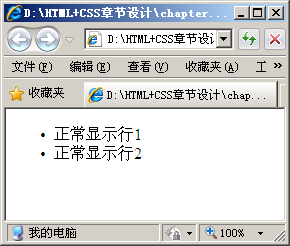 D:\HTML+CSS章节设计\chapter...
D:\HTML+CSS章节设计
文件(F) 编辑(E) 查看(V) 收藏夹(A) 工 »
收藏夹 D:\HTML+CSS章节设计\chap...
• 正常显示行1
• 正常显示行2
我的电脑 100%